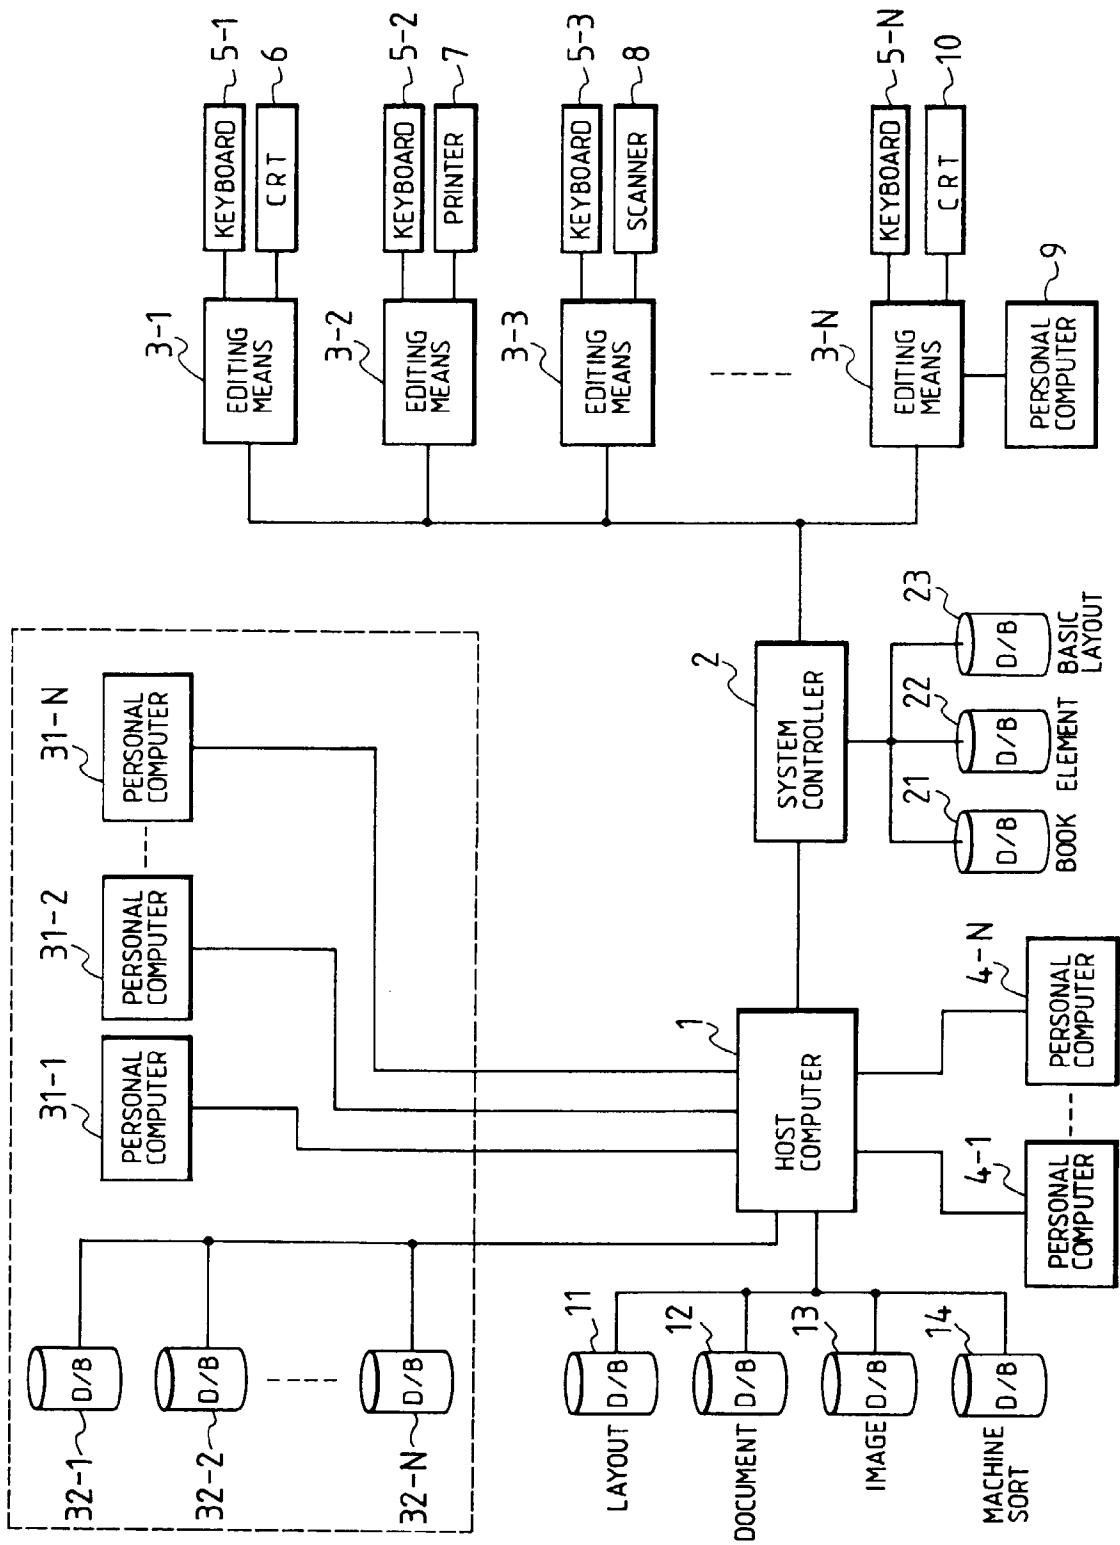 32-1
D/B
32-2
D/B
32-N
D/B
31-1
PERSONAL
COMPUTER
31-2
PERSONAL
COMPUTER
31-N
PERSONAL
COMPUTER
LAYOUT
D/B
11
DOCUMENT
D/B
12
IMAGE
D/B
13
MACHINE
SORT
D/B
14
1
HOST
COMPUTER
4-1
PERSONAL
COMPUTER
4-N
PERSONAL
COMPUTER
2
SYSTEM
CONTROLLER
21
D/B
BOOK
22
D/B
ELEMENT
23
D/B
BASIC
LAYOUT
3-1
EDITING
MEANS
KEYBOARD
5-1
CRT
6
3-2
EDITING
MEANS
KEYBOARD
5-2
PRINTER
7
3-3
EDITING
MEANS
KEYBOARD
5-3
SCANNER
8
3-N
EDITING
MEANS
KEYBOARD
5-N
CRT
10
PERSONAL
COMPUTER
9